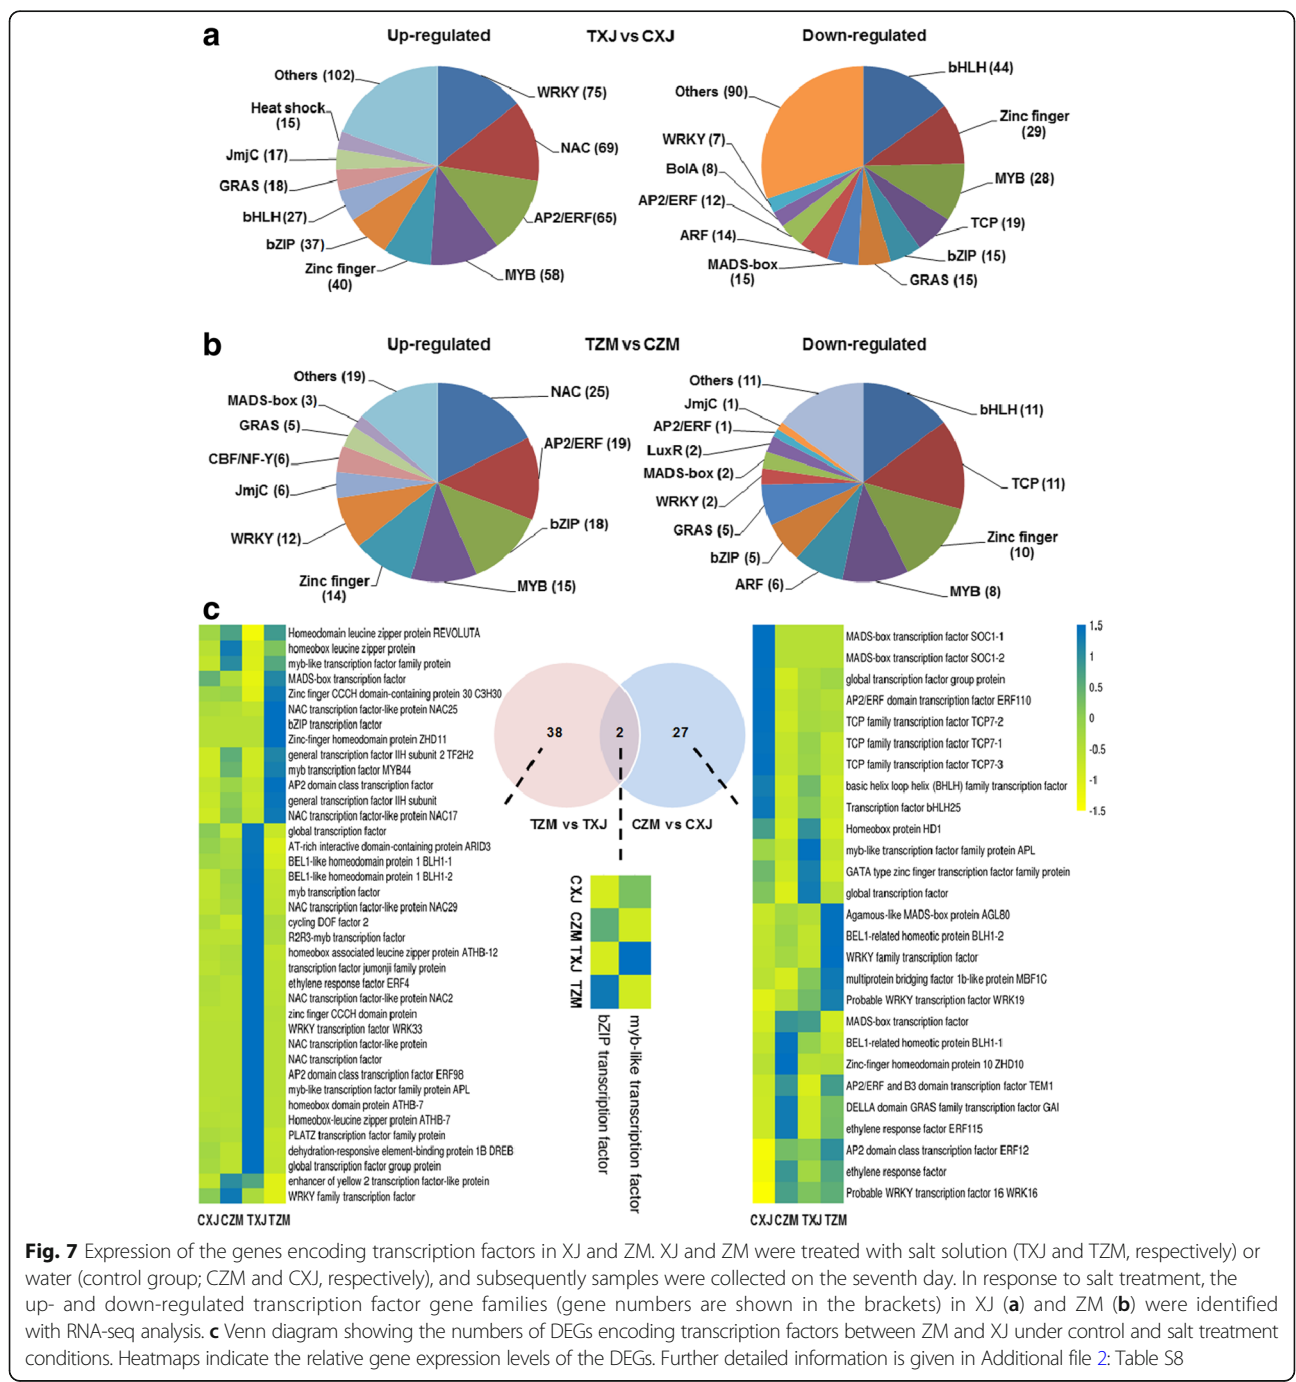 a
Up-regulated
TXJ vs CXJ
Down-regulated
Others (102)
WRKY (75)
Heat shock
(15)
NAC (69)
JmjC (17)
GRAS (18)
AP2/ERF(65)
bHLH(27)
bZIP (37)
Zinc finger
(40)
MYB (58)
bHLH (44)
Others (90)
Zinc finger
(29)
WRKY (7)
BolA (8)
MYB (28)
AP2/ERF (12)
TCP (19)
ARF (14)
bZIP (15)
MADS-box
(15)
GRAS (15)
b
Up-regulated
TZM vs CZM
Down-regulated
Others (19)
NAC (25)
MADS-box (3)
GRAS (5)
AP2/ERF (19)
CBF/NF-Y(6)
JmjC (6)
bZIP (18)
WRKY (12)
Zinc finger
(14)
MYB (15)
Others (11)
bHLH (11)
JmjC (1)
AP2/ERF (1)
LuxR (2)
MADS-box (2)
TCP (11)
WRKY (2)
GRAS (5)
Zinc finger
(10)
bZIP (5)
ARF (6)
MYB (8)
c
Homeodomain leucine zipper protein REVOLUTA
homeobox leucine zipper protein
myb-like transcription factor family protein
MADS-box transcription factor
Zinc finger CCCH domain-containing protein 30 C3H30
NAC transcription factor-like protein NAC25
bZIP transcription factor
Zinc-finger homeodomain protein ZHD11
general transcription factor IIH subunit 2 TF2H2
myb transcription factor MYB44
AP2 domain class transcription factor
general transcription factor IIH subunit
NAC transcription factor-like protein NAC17
global transcription factor
AT-rich interactive domain-containing protein ARID3
BEL1-like homeodomain protein 1 BLH1-1
BEL1-like homeodomain protein 1 BLH1-2
myb transcription factor
NAC transcription factor-like protein NAC29
cycling DOF factor 2
R2R3-myb transcription factor
homeobox associated leucine zipper protein ATHB-12
transcription factor jumonji family protein
ethylene response factor ERF4
NAC transcription factor-like protein NAC2
zinc finger CCCH protein
WRKY transcription factor WRK33
NAC transcription factor-like protein
NAC transcription factor
AP2 domain class transcription factor ERF98
myb-like transcription factor family protein APL
homeobox domain protein ATHB-7
Homeobox-leucine zipper protein ATHB-7
PLATZ transcription factor family protein
dehydration-responsive element-binding protein 1B DREB
global transcription factor group protein
enhancer of yellow 2 transcription factor-like protein
WRKY family transcription factor
CXJ CZM TXJ TZM
38
2
27
TZM vs TXJ
CZM vs CXJ
CXJ
CZM
TXJ
TZM
bZIP transcription factor
myb-like transcription factor
MADS-box transcription factor SOC1-1
MADS-box transcription factor SOC1-2
global transcription factor group protein
AP2/ERF domain transcription factor ERF110
TCP family transcription factor TCP7-2
TCP family transcription factor TCP7-1
TCP family transcription factor TCP7-3
basic helix loop helix (BHLH) family transcription factor
Transcription factor bHLH25
Homeobox protein HD1
myb-like transcription factor family protein APL
GATA type zinc finger transcription factor family protein
global transcription factor
Agamous-like MADS-box protein AGL80
BEL1-related homeotic protein BLH1-2
WRKY family transcription factor
multiprotein bridging factor 1b-like protein MBF1C
Probable WRKY transcription factor WRK19
MADS-box transcription factor
BEL1-related homeotic protein BLH1-1
Zinc-finger homeodomain protein 10 ZHD10
AP2/ERF and B3 domain transcription factor TEM1
DELLA domain GRAS family transcription factor GAI
ethylene response factor ERF115
AP2 domain class transcription factor ERF12
ethylene response factor
Probable WRKY transcription factor 16 WRK16
CXJ CZM TXJ TZM
1.5
1
0.5
0
-0.5
-1
-1.5
Fig. 7 Expression of the genes encoding transcription factors in XJ and ZM. XJ and ZM were treated with salt solution (TXJ and TZM, respectively) or
water (control group; CZM and CXJ, respectively), and subsequently samples were collected on the seventh day. In response to salt treatment, the
up- and down-regulated transcription factor gene families (gene numbers are shown in the brackets) in XJ (a) and ZM (b) were identified
with RNA-seq analysis. c Venn diagram showing the numbers of DEGs encoding transcription factors between ZM and XJ under control and salt treatment
conditions. Heatmaps indicate the relative gene expression levels of the DEGs. Further detailed information is given in Additional file 2: Table S8